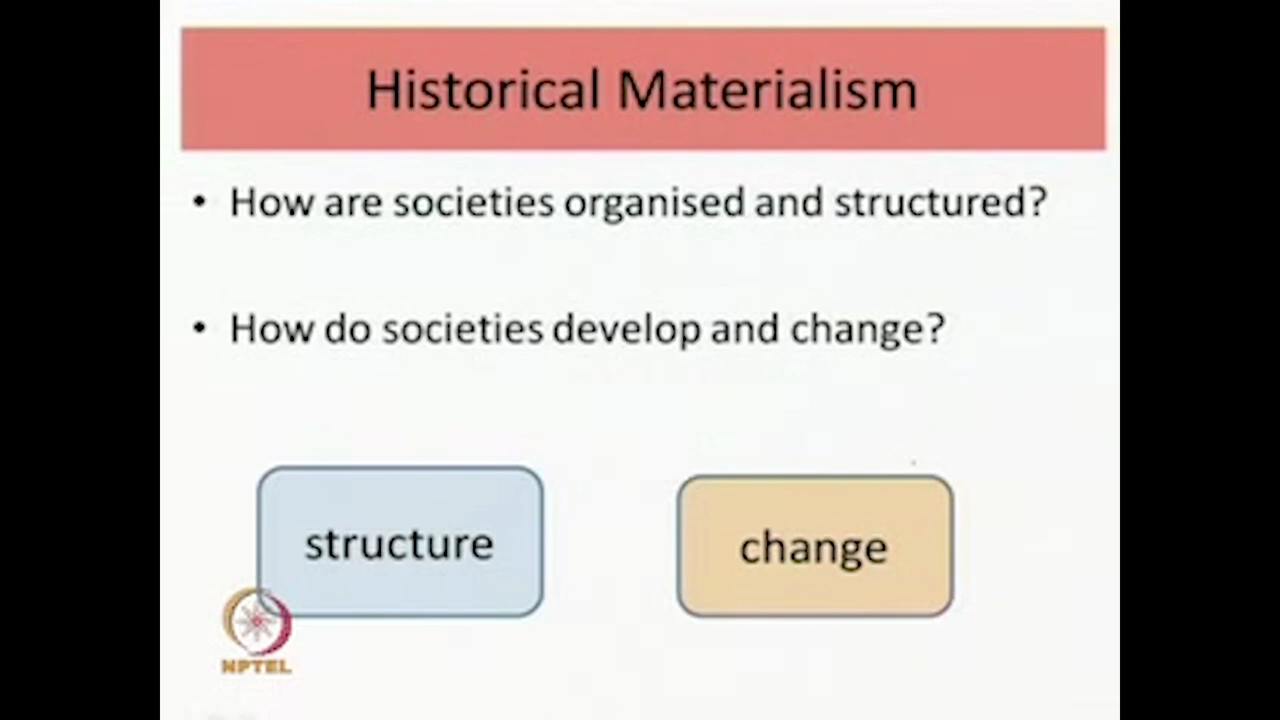 Historical Materialism
• How are societies organised and structured?
• How do societies develop and change?
structure
change
NPTEL